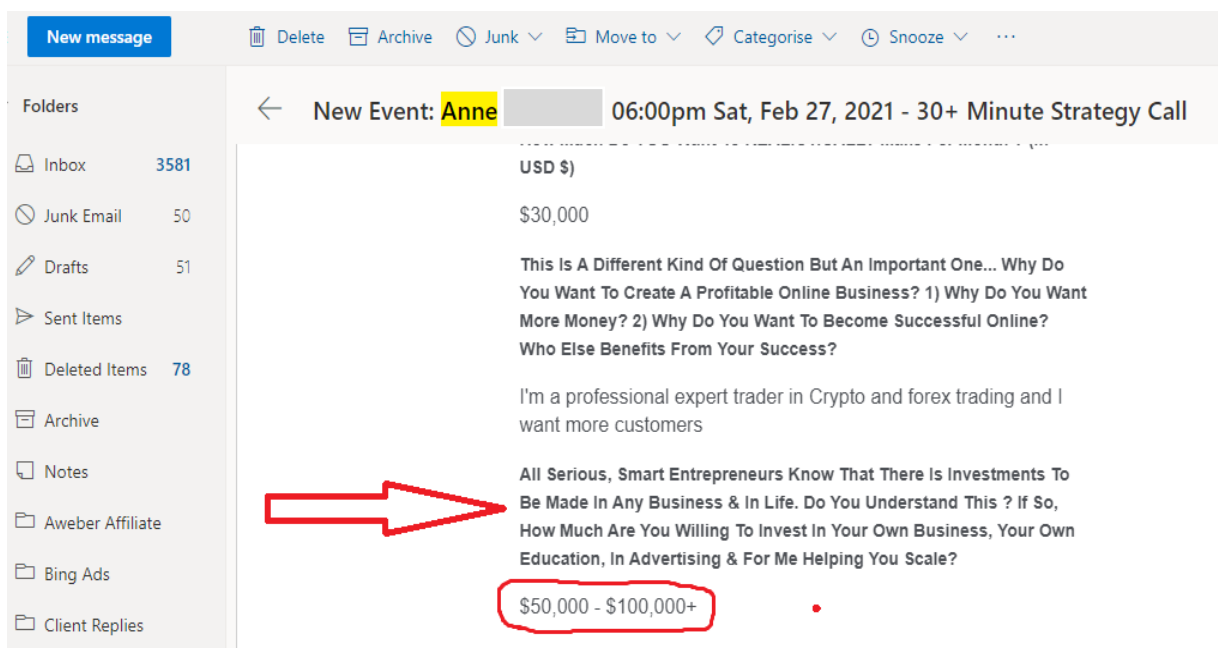 New message
Delete
Archive
Junk
Move to
Categorise
Snooze
Folders
New Event: Anne 06:00pm Sat, Feb 27, 2021 - 30+ Minute Strategy Call
Inbox 3581
Junk Email 50
Drafts 51
Sent Items
Deleted Items 78
Archive
Notes
Aweber Affiliate
Bing Ads
Client Replies
USD $)
$30,000
This Is A Different Kind Of Question But An Important One... Why Do
You Want To Create A Profitable Online Business? 1) Why Do You Want
More Money? 2) Why Do You Want To Become Successful Online?
Who Else Benefits From Your Success?
I'm a professional expert trader in Crypto and forex trading and I
want more customers
All Serious, Smart Entrepreneurs Know That There Is Investments To
Be Made In Any Business & In Life. Do You Understand This ? If So,
How Much Are You Willing To Invest In Your Own Business, Your Own
Education, In Advertising & For Me Helping You Scale?
$50,000 - $100,000+